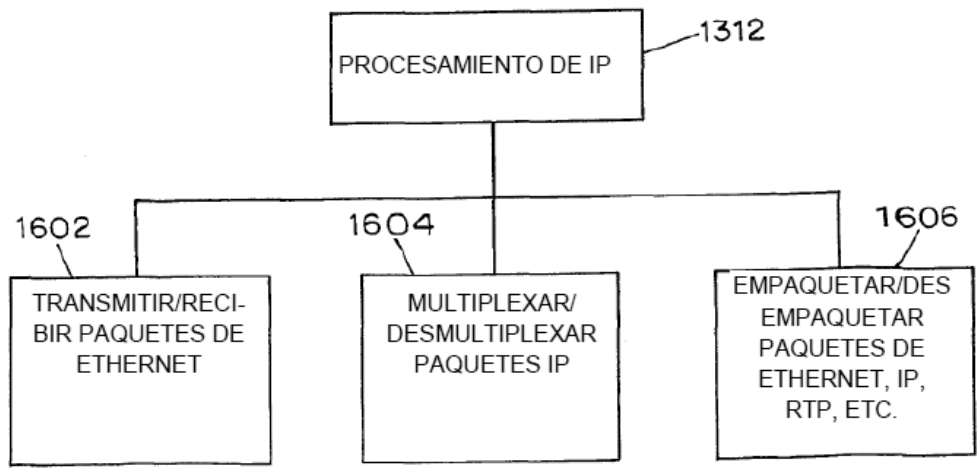 1312
PROCESAMIENTO DE IP
1602
1604
1606
TRANSMITIR/RECI-
BIR PAQUETES DE
ETHERNET
MULTIPLEXAR/
DESMULTIPLEXAR
PAQUETES IP
EMPAQUETAR/DES
EMPAQUETAR
PAQUETES DE
ETHERNET, IP,
RTP, ETC.